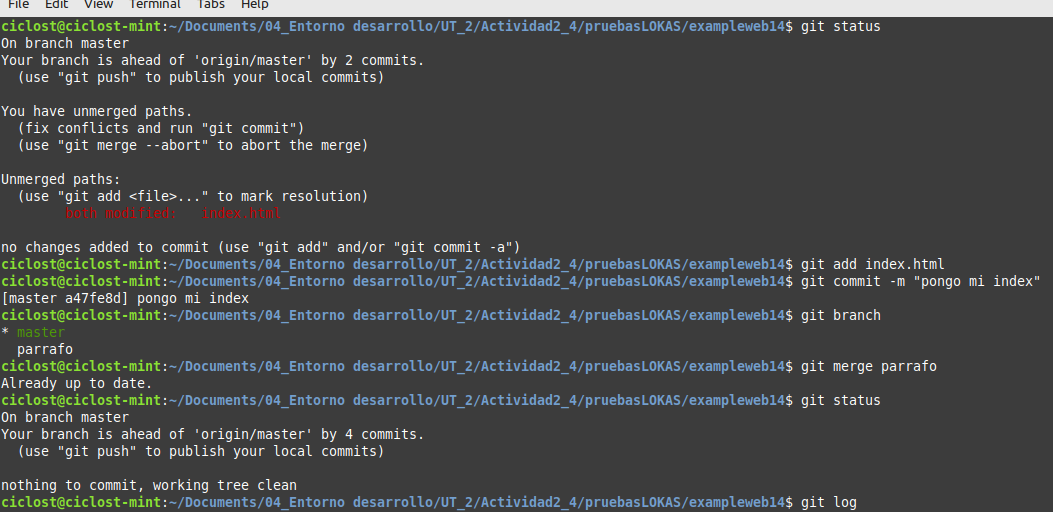 File Edit View Terminal Tabs Help
ciclost@ciclost-mint:~/Documents/04_Entorno desarrollo/UT_2/Actividad2_4/pruebasLOKAS/exampleweb14$ git status
On branch master
Your branch is ahead of 'origin/master' by 2 commits.
  (use "git push" to publish your local commits)

You have unmerged paths.
  (fix conflicts and run "git commit")
  (use "git merge --abort" to abort the merge)

Unmerged paths:
  (use "git add <file>..." to mark resolution)
        both modified:   index.html

no changes added to commit (use "git add" and/or "git commit -a")
ciclost@ciclost-mint:~/Documents/04_Entorno desarrollo/UT_2/Actividad2_4/pruebasLOKAS/exampleweb14$ git add index.html
ciclost@ciclost-mint:~/Documents/04_Entorno desarrollo/UT_2/Actividad2_4/pruebasLOKAS/exampleweb14$ git commit -m "pongo mi index"
[master a47fe8d] pongo mi index
ciclost@ciclost-mint:~/Documents/04_Entorno desarrollo/UT_2/Actividad2_4/pruebasLOKAS/exampleweb14$ git branch
* master
  parrafo
ciclost@ciclost-mint:~/Documents/04_Entorno desarrollo/UT_2/Actividad2_4/pruebasLOKAS/exampleweb14$ git merge parrafo
Already up to date.
ciclost@ciclost-mint:~/Documents/04_Entorno desarrollo/UT_2/Actividad2_4/pruebasLOKAS/exampleweb14$ git status
On branch master
Your branch is ahead of 'origin/master' by 4 commits.
  (use "git push" to publish your local commits)

nothing to commit, working tree clean
ciclost@ciclost-mint:~/Documents/04_Entorno desarrollo/UT_2/Actividad2_4/pruebasLOKAS/exampleweb14$ git log